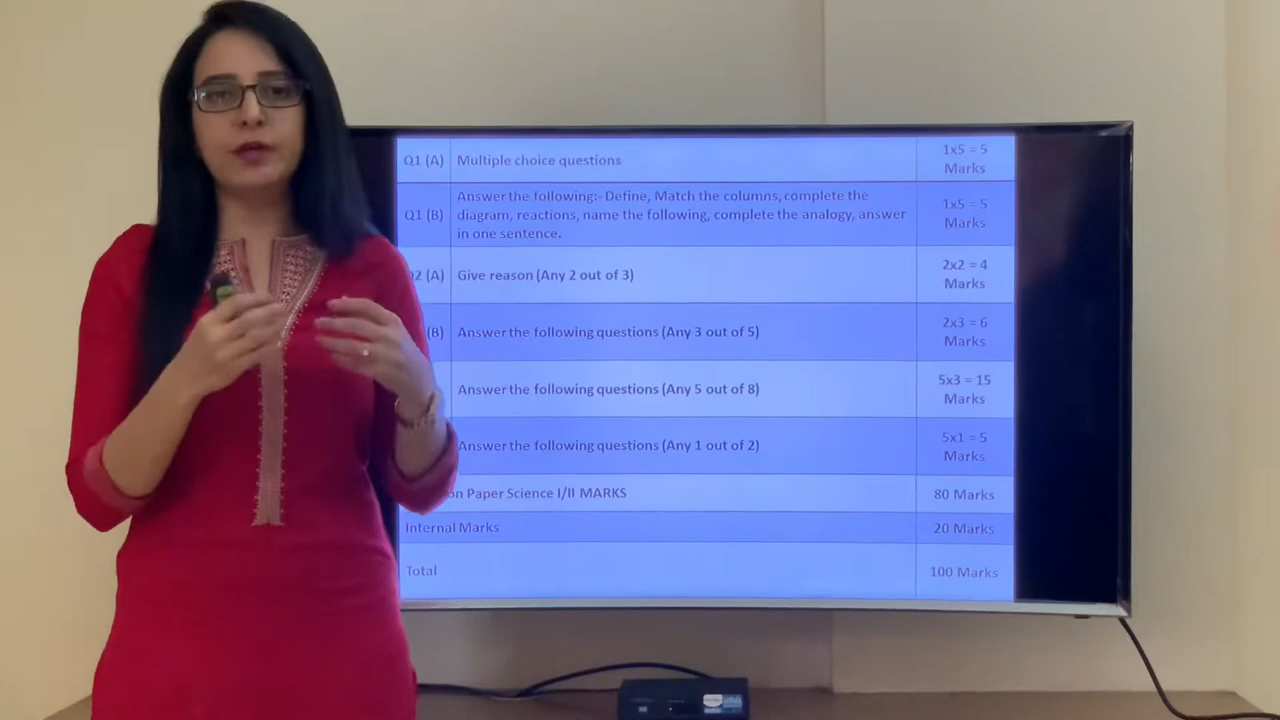 Q1 (A) Multiple choice questions 1x5 = 5
Marks
Answer the following:- Define, Match the columns, complete the
Q1 (B) diagram, reactions, name the following, complete the analogy, answer 1x5 = 5
in one sentence. Marks
2 (A) Give reason (Any 2 out of 3) 2x2 = 4
Marks
(B) Answer the following questions (Any 3 out of 5) 2x3 = 6
Marks
Answer the following questions (Any 5 out of 8) 5x3 = 15
Marks
Answer the following questions (Any 1 out of 2) 5x1 = 5
Marks
on Paper Science I/II MARKS 80 Marks
Internal Marks 20 Marks
Total 100 Marks